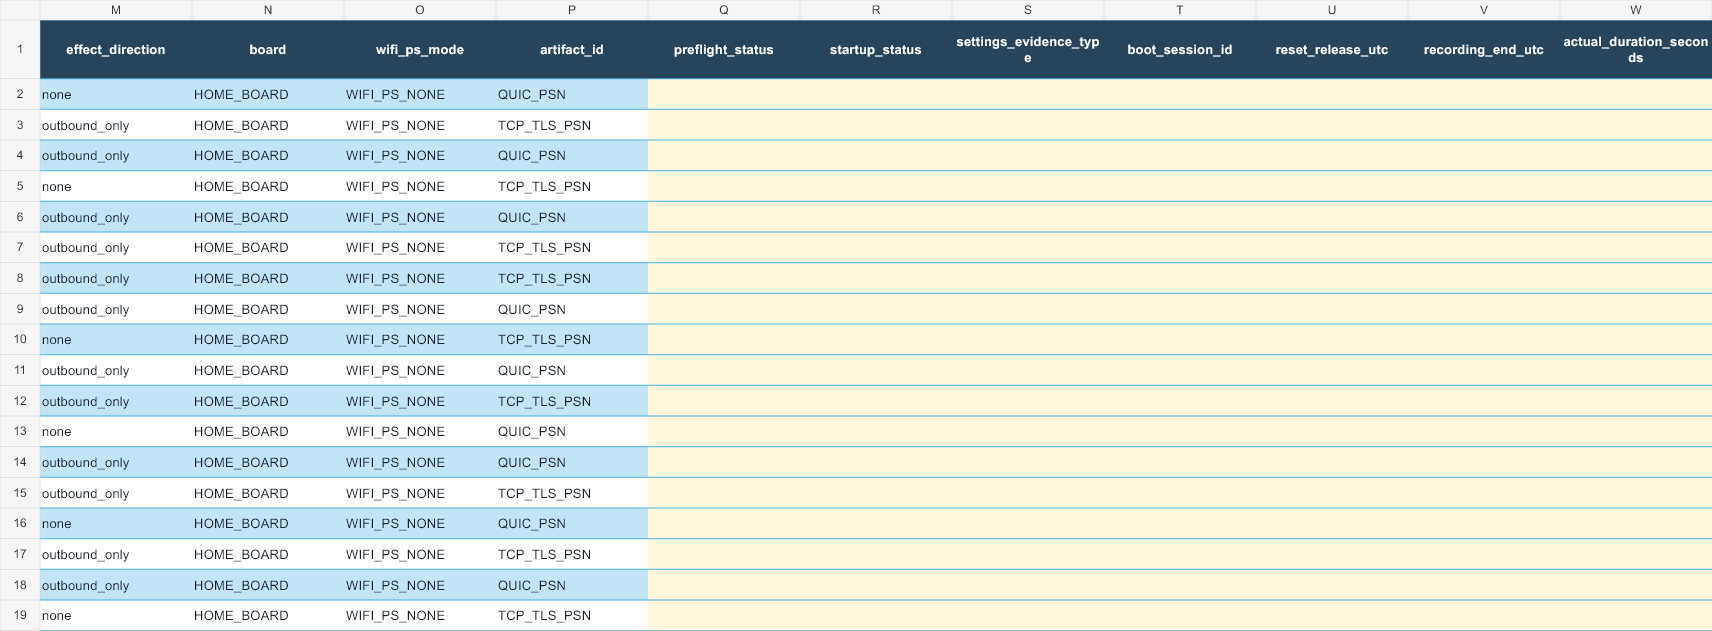 M N O P Q R S T U V W
1 effect_direction board wifi_ps_mode artifact_id preflight_status startup_status settings_evidence_typ e boot_session_id reset_release_utc recording_end_utc actual_duration_secon ds
2 none HOME_BOARD WIFI_PS_NONE QUIC_PSN
3 outbound_only HOME_BOARD WIFI_PS_NONE TCP_TLS_PSN
4 outbound_only HOME_BOARD WIFI_PS_NONE QUIC_PSN
5 none HOME_BOARD WIFI_PS_NONE TCP_TLS_PSN
6 outbound_only HOME_BOARD WIFI_PS_NONE QUIC_PSN
7 outbound_only HOME_BOARD WIFI_PS_NONE TCP_TLS_PSN
8 outbound_only HOME_BOARD WIFI_PS_NONE TCP_TLS_PSN
9 outbound_only HOME_BOARD WIFI_PS_NONE QUIC_PSN
10 none HOME_BOARD WIFI_PS_NONE TCP_TLS_PSN
11 outbound_only HOME_BOARD WIFI_PS_NONE QUIC_PSN
12 outbound_only HOME_BOARD WIFI_PS_NONE TCP_TLS_PSN
13 none HOME_BOARD WIFI_PS_NONE QUIC_PSN
14 outbound_only HOME_BOARD WIFI_PS_NONE QUIC_PSN
15 outbound_only HOME_BOARD WIFI_PS_NONE TCP_TLS_PSN
16 none HOME_BOARD WIFI_PS_NONE QUIC_PSN
17 outbound_only HOME_BOARD WIFI_PS_NONE TCP_TLS_PSN
18 outbound_only HOME_BOARD WIFI_PS_NONE QUIC_PSN
19 none HOME_BOARD WIFI_PS_NONE TCP_TLS_PSN